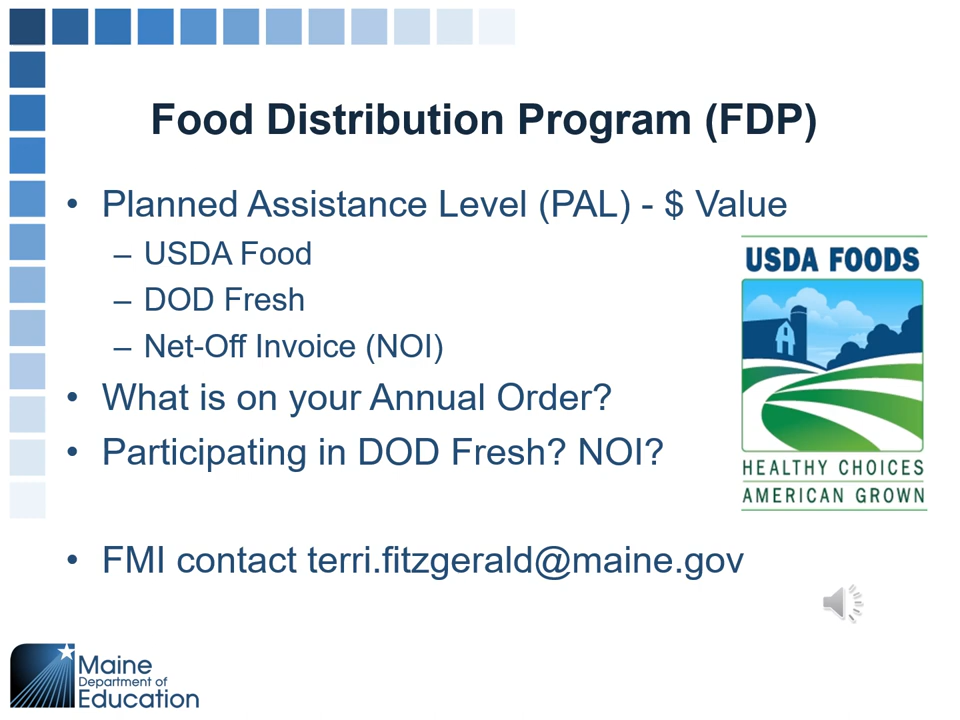 Food Distribution Program (FDP)
• Planned Assistance Level (PAL) - $ Value
– USDA Food
– DOD Fresh
– Net-Off Invoice (NOI)
• What is on your Annual Order?
• Participating in DOD Fresh? NOI?
• FMI contact terri.fitzgerald@maine.gov
USDA FOODS
HEALTHY CHOICES
AMERICAN GROWN
Maine
Department of
Education